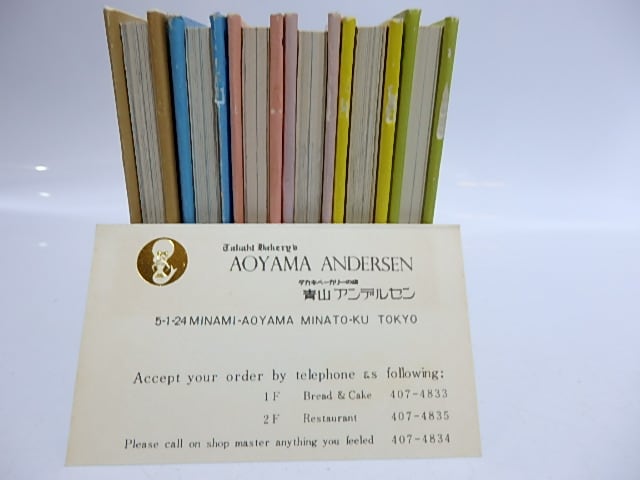 Takaki Bakery's
AOYAMA ANDERSEN
タカキベーカリーの店
青山アンデルセン
5-1-24 MINAMI-AOYAMA MINATO-KU TOKYO
Accept your order by telephone as following:
1F Bread & Cake 407-4833
2F Restaurant 407-4835
Please call on shop master anything you feeled 407-4834